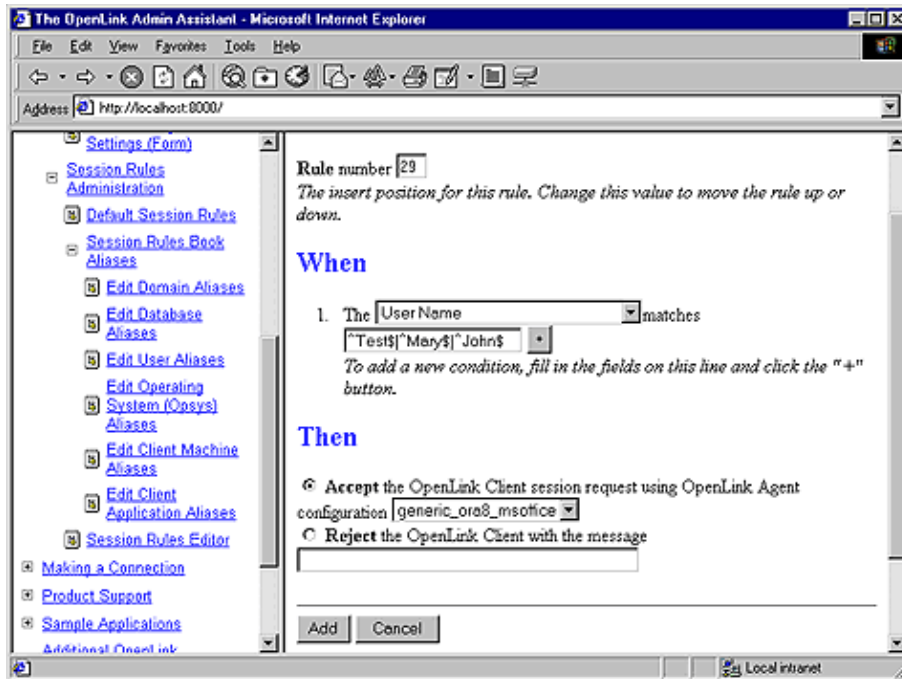 The OpenLink Admin Assistant - Microsoft Internet Explorer
File Edit View Favorites Tools Help
Address http://localhost:8000/
Settings (Form)
Session Rules
Administration
Default Session Rules
Session Rules Book
Aliases
Edit Domain Aliases
Edit Database
Aliases
Edit User Aliases
Edit Operating
System (Opsys)
Aliases
Edit Client Machine
Aliases
Edit Client
Application Aliases
Session Rules Editor
Making a Connection
Product Support
Sample Applications
Additional OpenLink
Rule number 29
The insert position for this rule. Change this value to move the rule up or
down.
When
1. The User Name matches
^Test$|^Mary$|^John$ +
To add a new condition, fill in the fields on this line and click the "+"
button.
Then
Accept the OpenLink Client session request using OpenLink Agent
configuration generic_ora8_msoffice
Reject the OpenLink Client with the message
Add Cancel
Local intranet